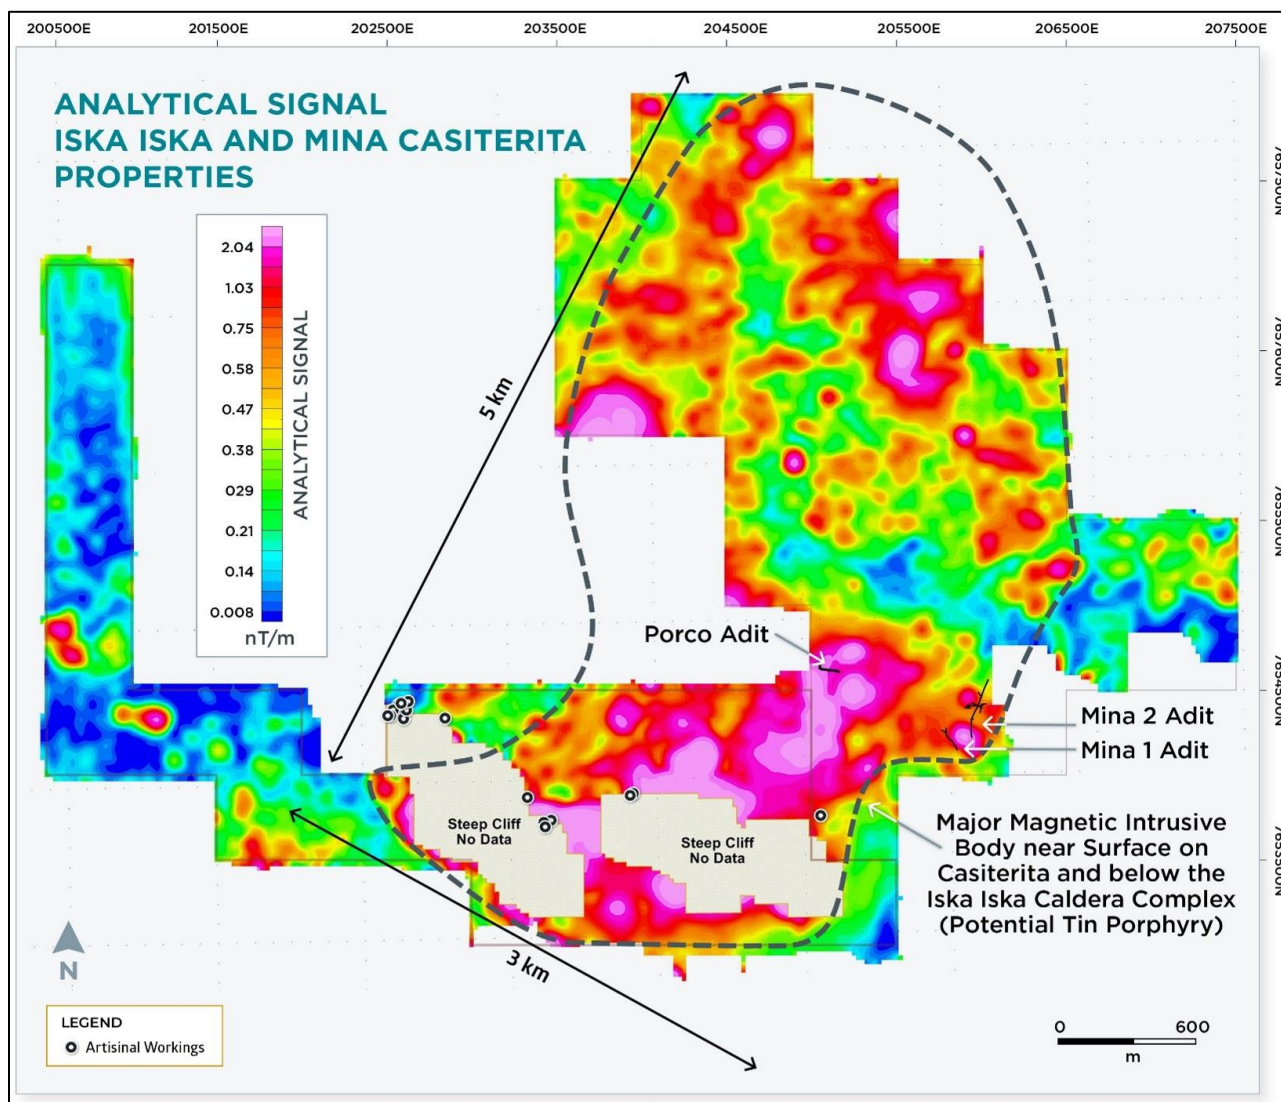 200500E 201500E 202500E 203500E 204500E 205500E 206500E 207500E
ANALYTICAL SIGNAL
ISKA ISKA AND MINA CASITERITA
PROPERTIES
2.04
1.03
0.75
0.58
0.47
0.38
029
0.21
0.14
0.008
nT/m
ANALYTICAL SIGNAL
5 km
Porco Adit
Mina 2 Adit
Mina 1 Adit
Steep Cliff
No Data
Steep Cliff
No Data
Major Magnetic Intrusive
Body near Surface on
Casiterita and below the
Iska Iska Caldera Complex
(Potential Tin Porphyry)
3 km
N
LEGEND
Artisinal Workings
0 600
m